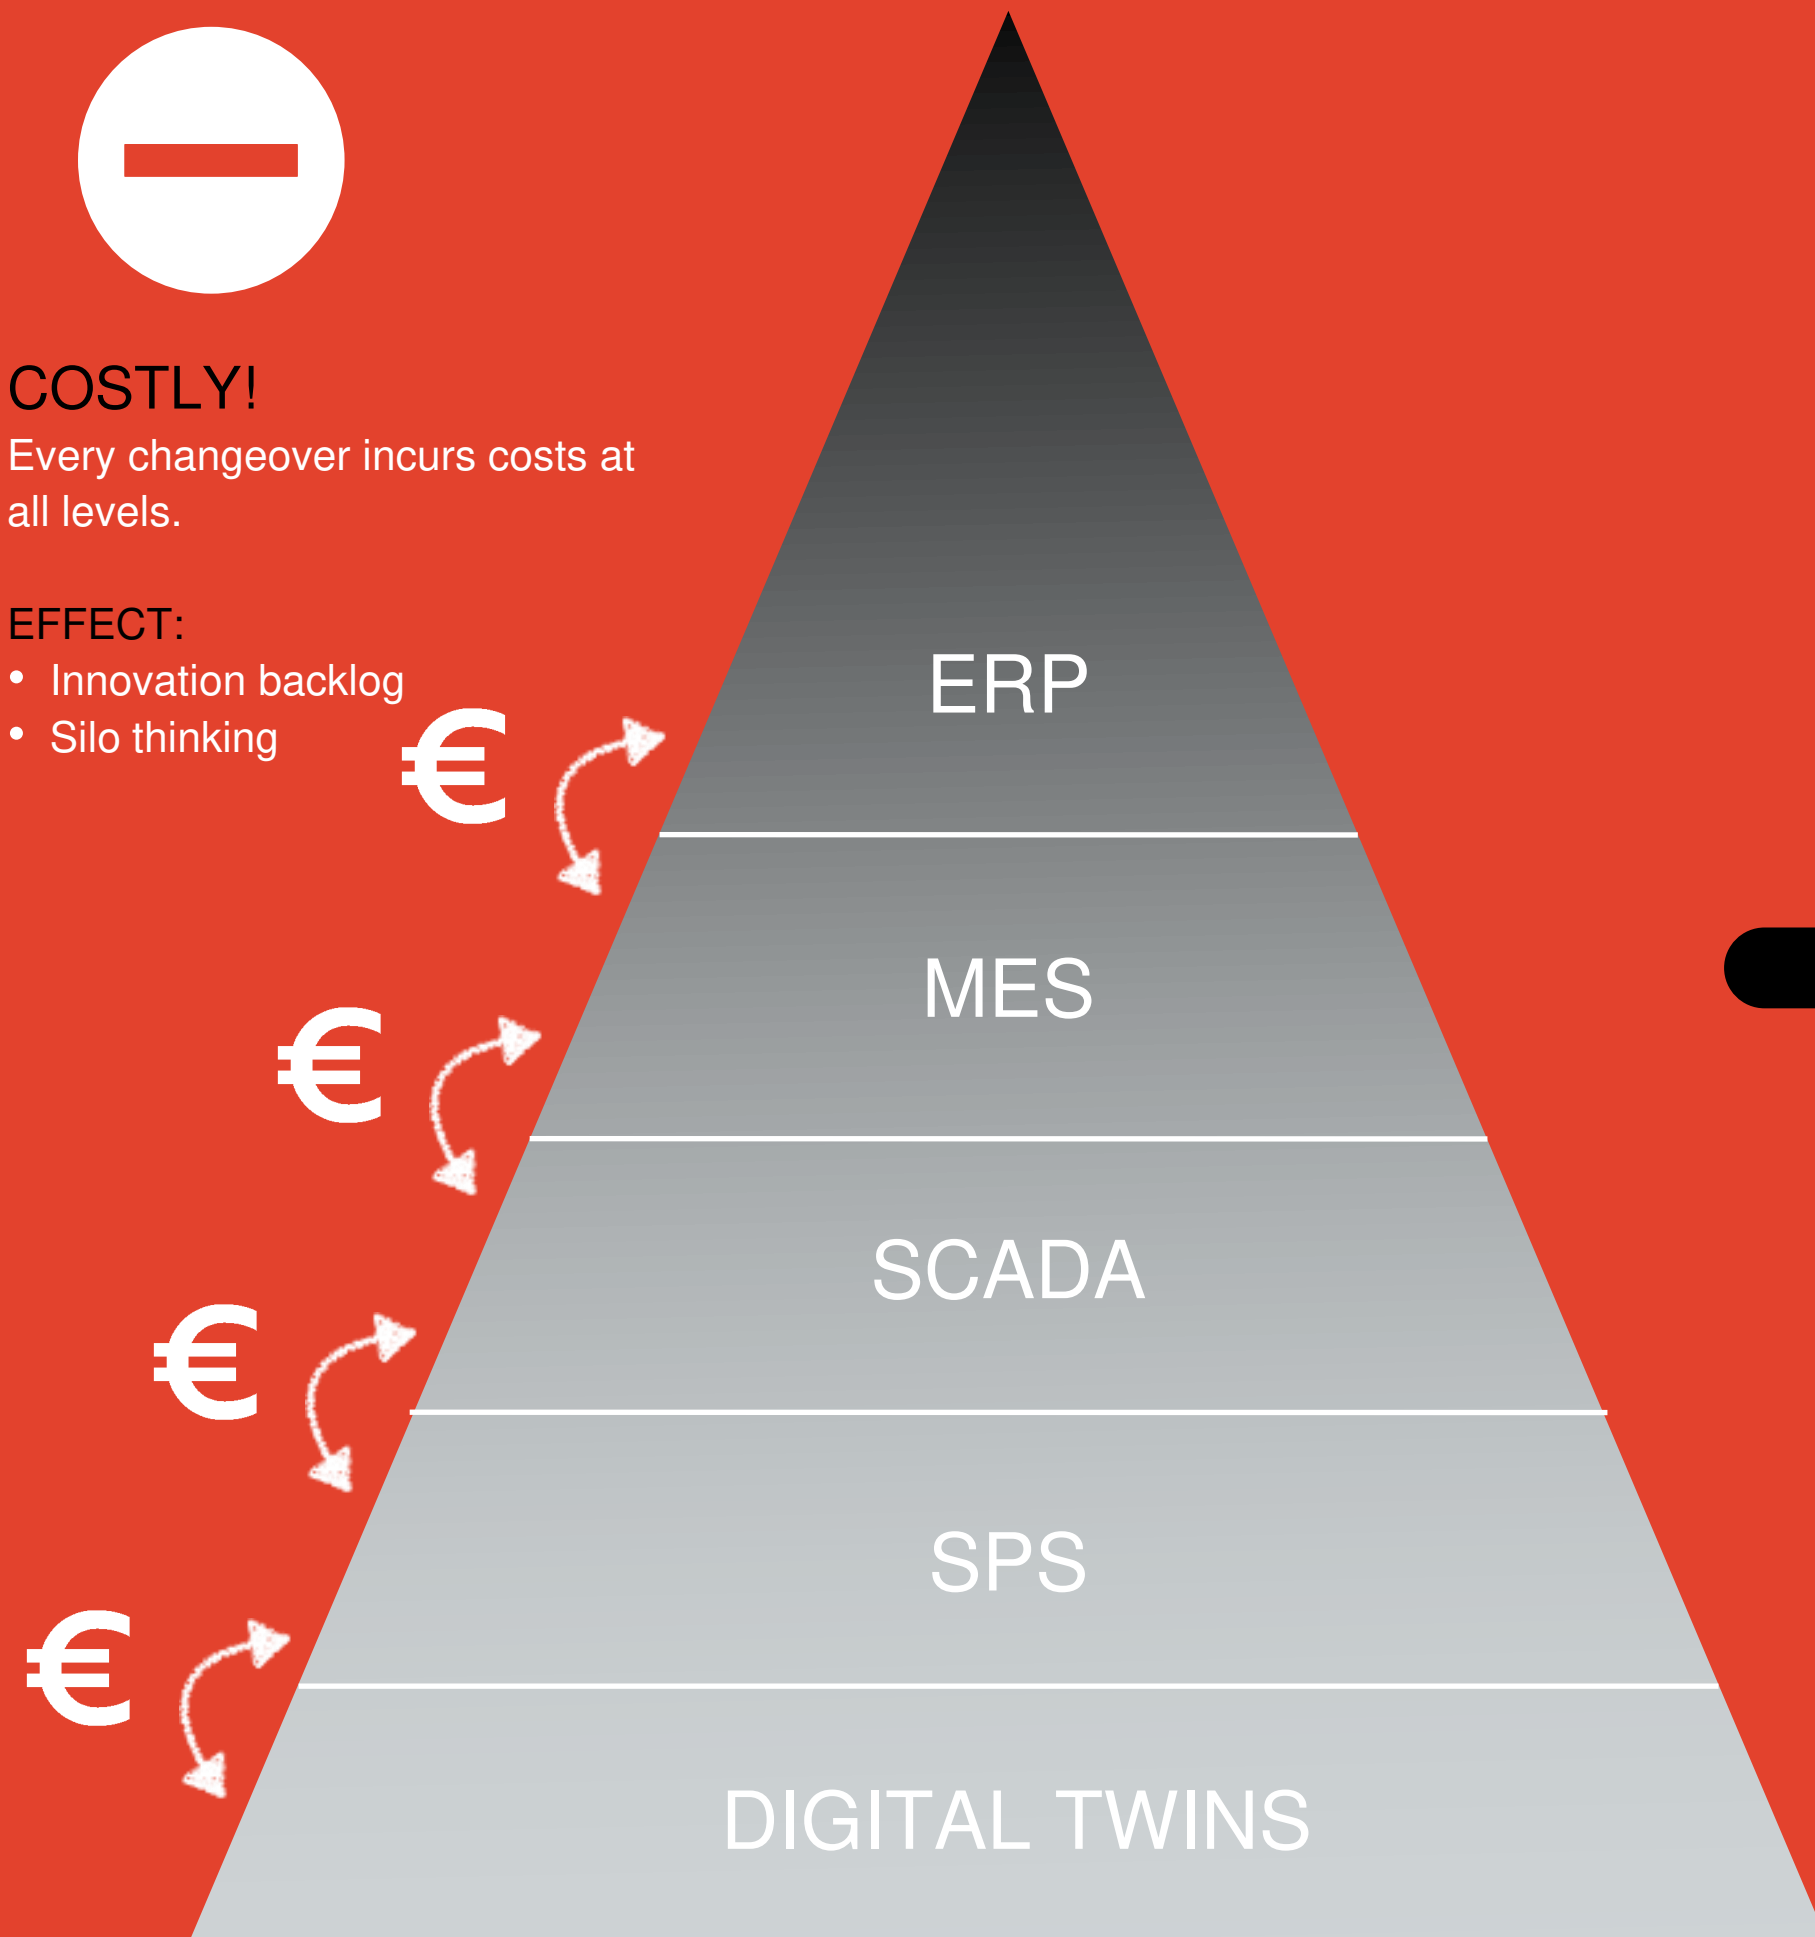 COSTLY!
Every changeover incurs costs at
all levels.
EFFECT:
• Innovation backlog
• Silo thinking
€
ERP
MES
€
SCADA
€
SPS
€
DIGITAL TWINS